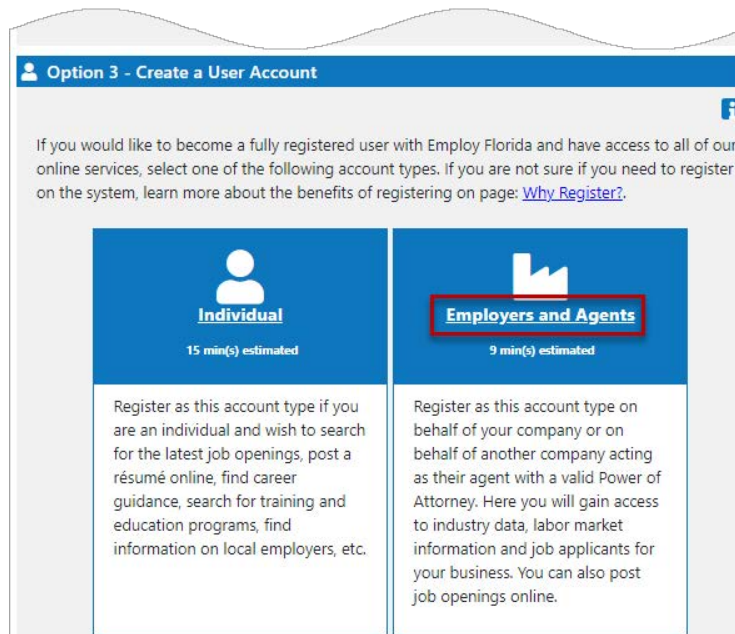 Option 3 - Create a User Account
If you would like to become a fully registered user with Employ Florida and have access to all of our
online services, select one of the following account types. If you are not sure if you need to register
on the system, learn more about the benefits of registering on page: Why Register?.
Individual
15 min(s) estimated
Register as this account type if you
are an individual and wish to search
for the latest job openings, post a
résumé online, find career
guidance, search for training and
education programs, find
information on local employers, etc.
Employers and Agents
9 min(s) estimated
Register as this account type on
behalf of your company or on
behalf of another company acting
as their agent with a valid Power of
Attorney. Here you will gain access
to industry data, labor market
information and job applicants for
your business. You can also post
job openings online.